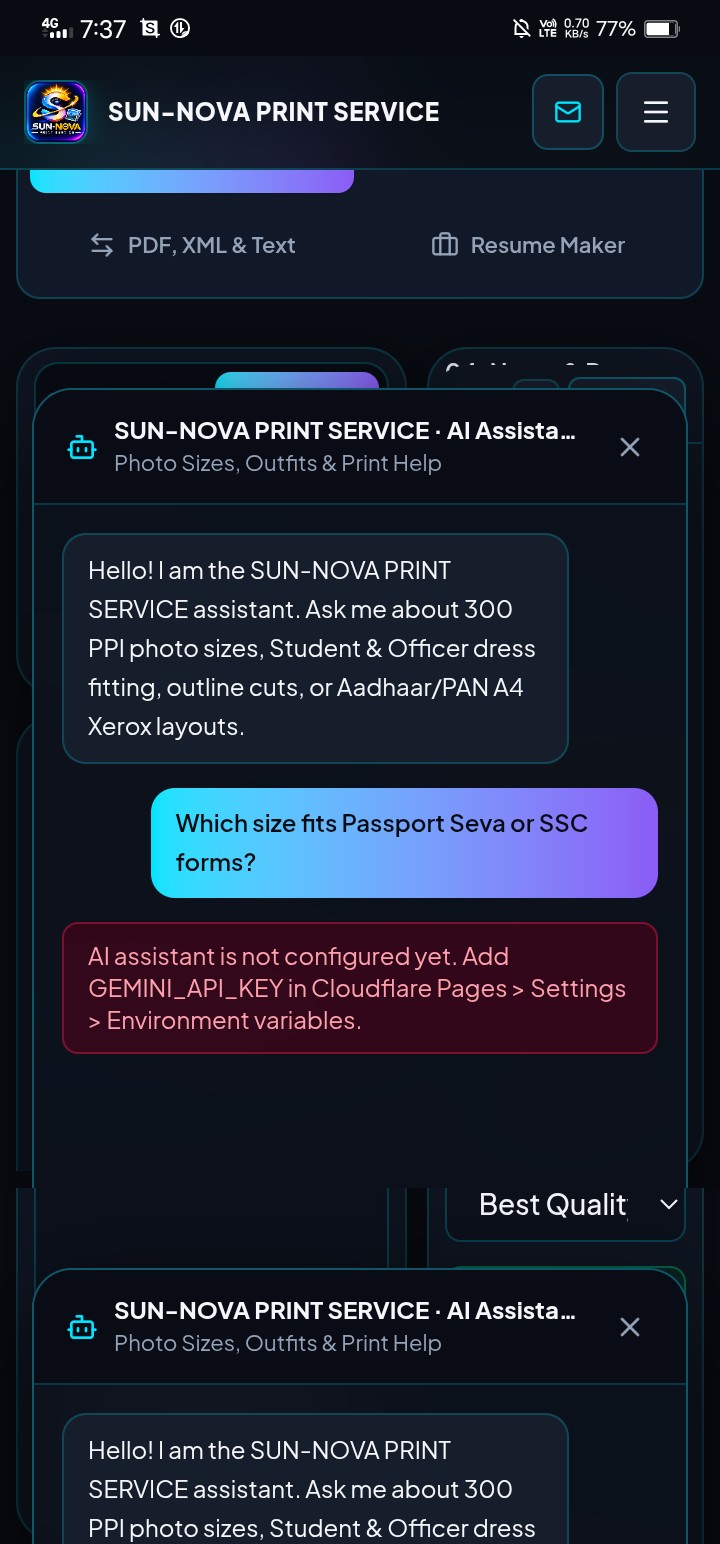 4G 7:37 Vo) LTE 0.70 KB/s 77%
SUN-NOVA
SUN-NOVA PRINT SERVICE
PDF, XML & Text Resume Maker
SUN-NOVA PRINT SERVICE · AI Assista...
Photo Sizes, Outfits & Print Help
Hello! I am the SUN-NOVA PRINT
SERVICE assistant. Ask me about 300
PPI photo sizes, Student & Officer dress
fitting, outline cuts, or Aadhaar/PAN A4
Xerox layouts.
Which size fits Passport Seva or SSC
forms?
AI assistant is not configured yet. Add
GEMINI_API_KEY in Cloudflare Pages > Settings
> Environment variables.
Best Quality
SUN-NOVA PRINT SERVICE · AI Assista...
Photo Sizes, Outfits & Print Help
Hello! I am the SUN-NOVA PRINT
SERVICE assistant. Ask me about 300
PPI photo sizes, Student & Officer dress